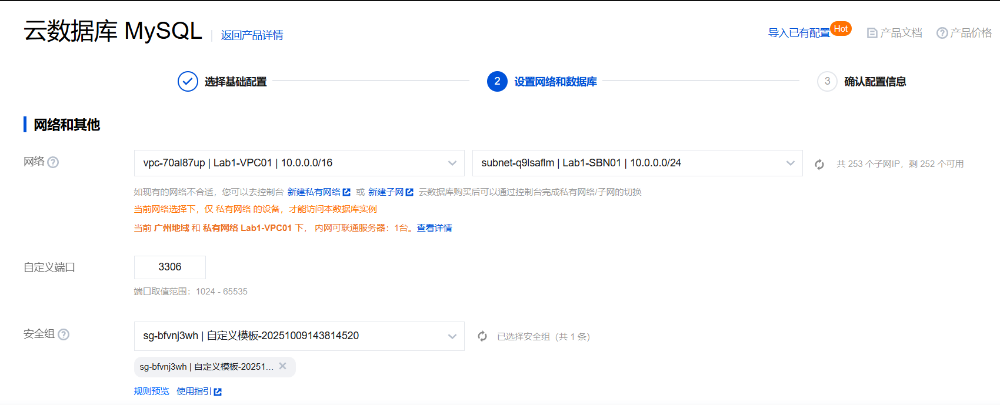 云数据库 MySQL 返回产品详情 导入已有配置 Hot 产品文档 产品价格
选择基础配置 2 设置网络和数据库 3 确认配置信息
网络和其他
网络 vpc-70al87up | Lab1-VPC01 | 10.0.0.0/16 subnet-q9lsaflm | Lab1-SBN01 | 10.0.0.0/24 共 253 个子网IP，剩 252 个可用
如现有的网络不合适，您可以去控制台 新建私有网络 或 新建子网 云数据库购买后可以通过控制台完成私有网络/子网的切换
当前网络选择下，仅 私有网络 的设备，才能访问本数据库实例
当前 广州地域 和 私有网络 Lab1-VPC01 下， 内网可联通服务器：1台。查看详情
自定义端口 3306
端口取值范围：1024 - 65535
安全组 sg-bfvnj3wh | 自定义模板-20251009143814520 已选择安全组（共 1 条）
sg-bfvnj3wh | 自定义模板-20251...
规则预览 使用指引